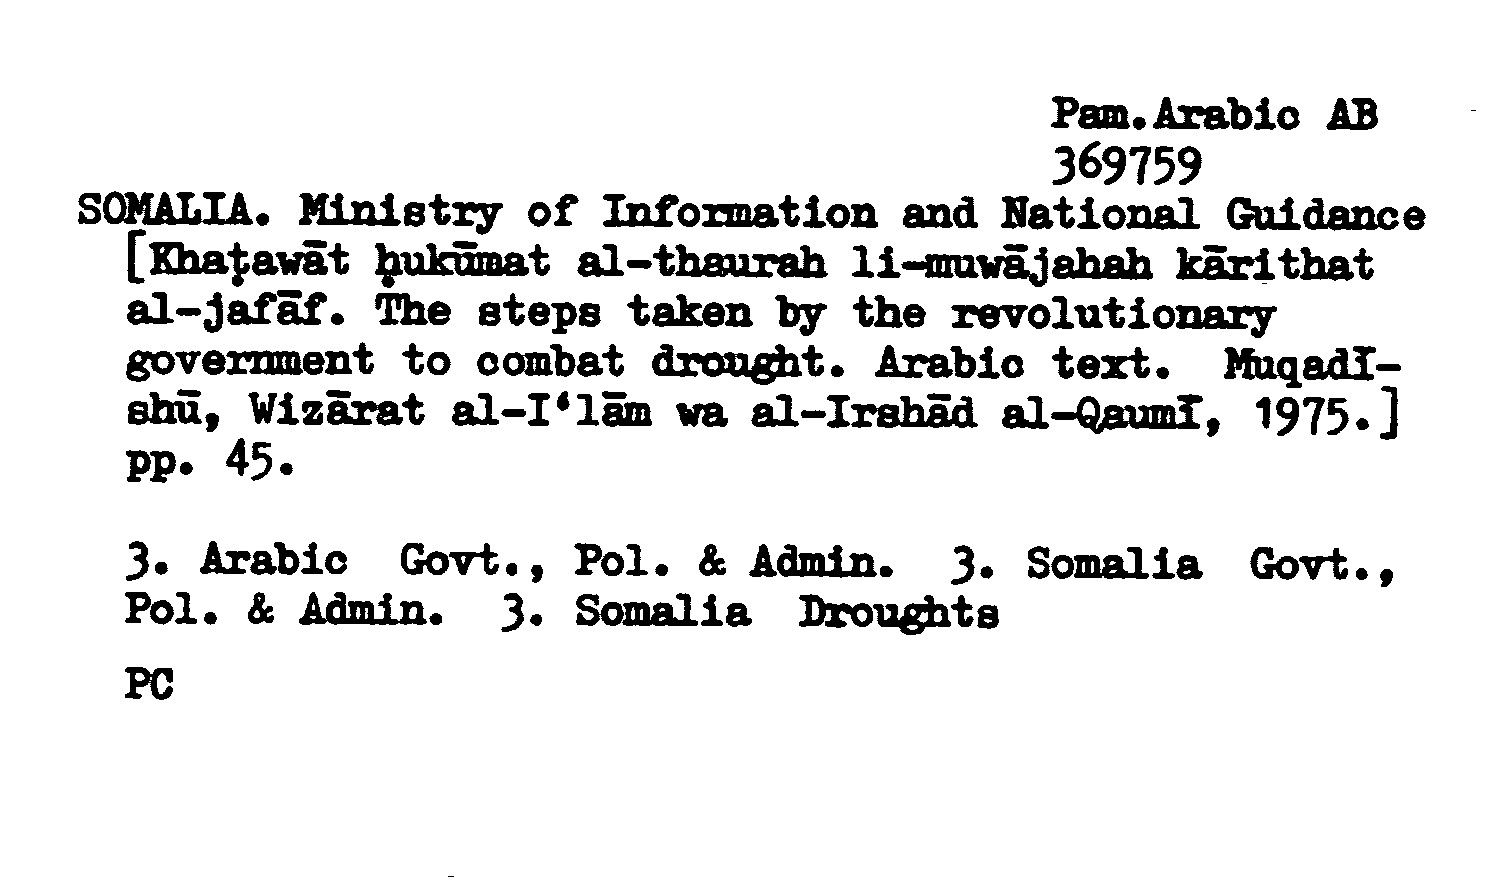 Pam.Arabic AB
369759
SOMALIA. Ministry of Information and National Guidance
[Khaṭawāt ḥukūmat al-thaurah li-muwājahah kārithat
al-jafāf. The steps taken by the revolutionary
government to combat drought. Arabic text. Muqadī-
shū, Wizārat al-I‘lām wa al-Irshād al-Qaumī, 1975.]
pp. 45.
3. Arabic Govt., Pol. & Admin. 3. Somalia Govt.,
Pol. & Admin. 3. Somalia Droughts
PC